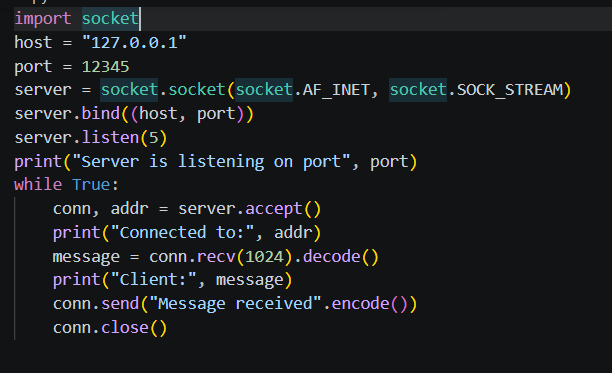 import socket
host = "127.0.0.1"
port = 12345
server = socket.socket(socket.AF_INET, socket.SOCK_STREAM)
server.bind((host, port))
server.listen(5)
print("Server is listening on port", port)
while True:
    conn, addr = server.accept()
    print("Connected to:", addr)
    message = conn.recv(1024).decode()
    print("Client:", message)
    conn.send("Message received".encode())
    conn.close()